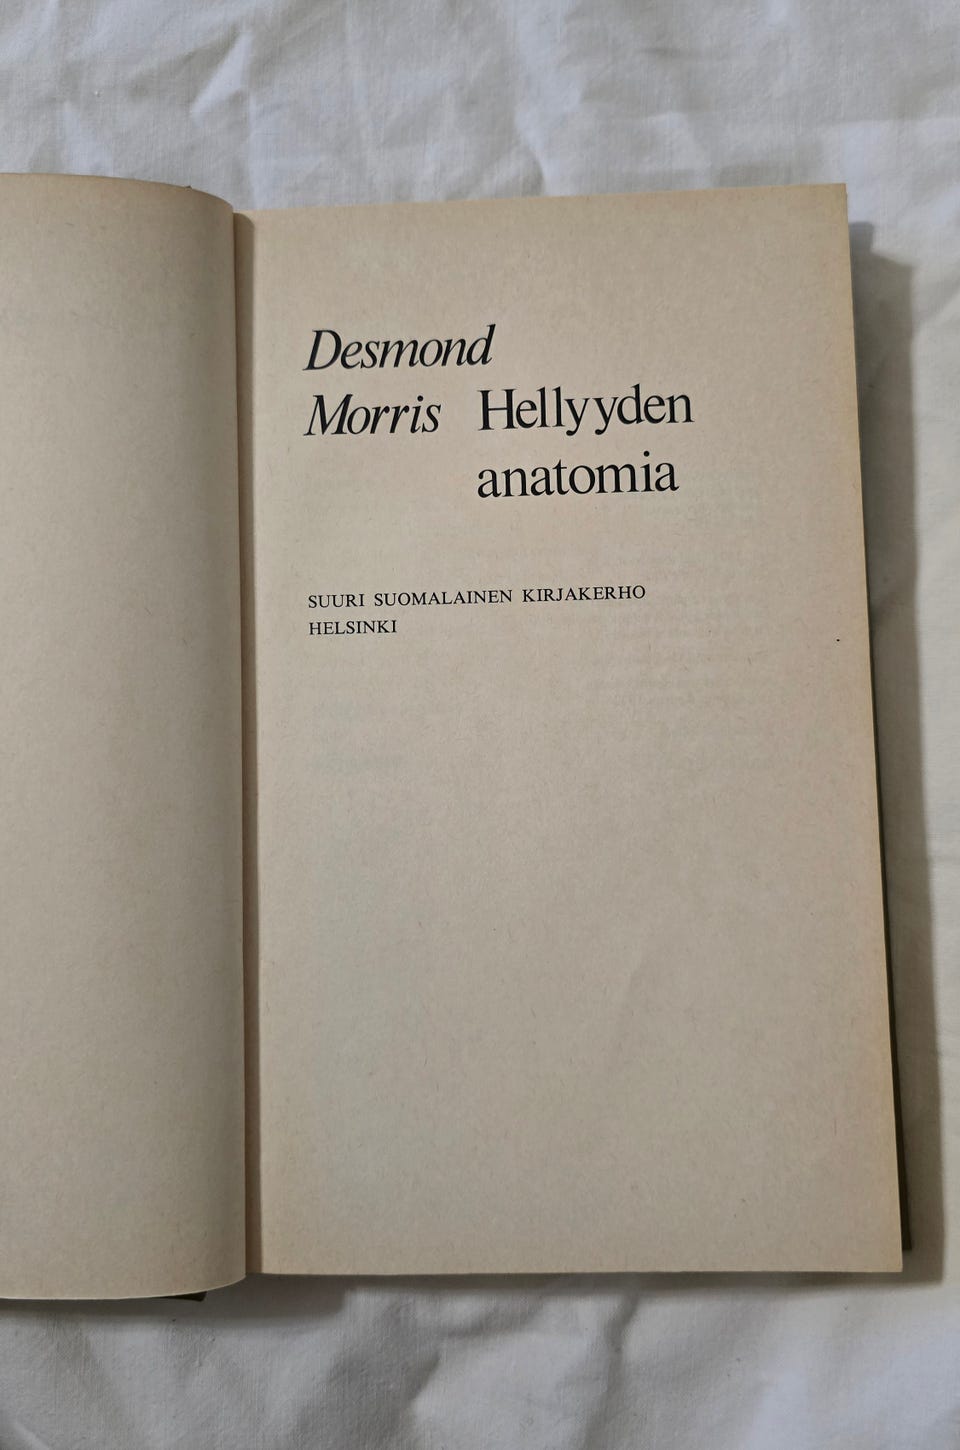 Desmond
Morris Hellyyden
anatomia
SUURI SUOMALAINEN KIRJAKERHO
HELSINKI